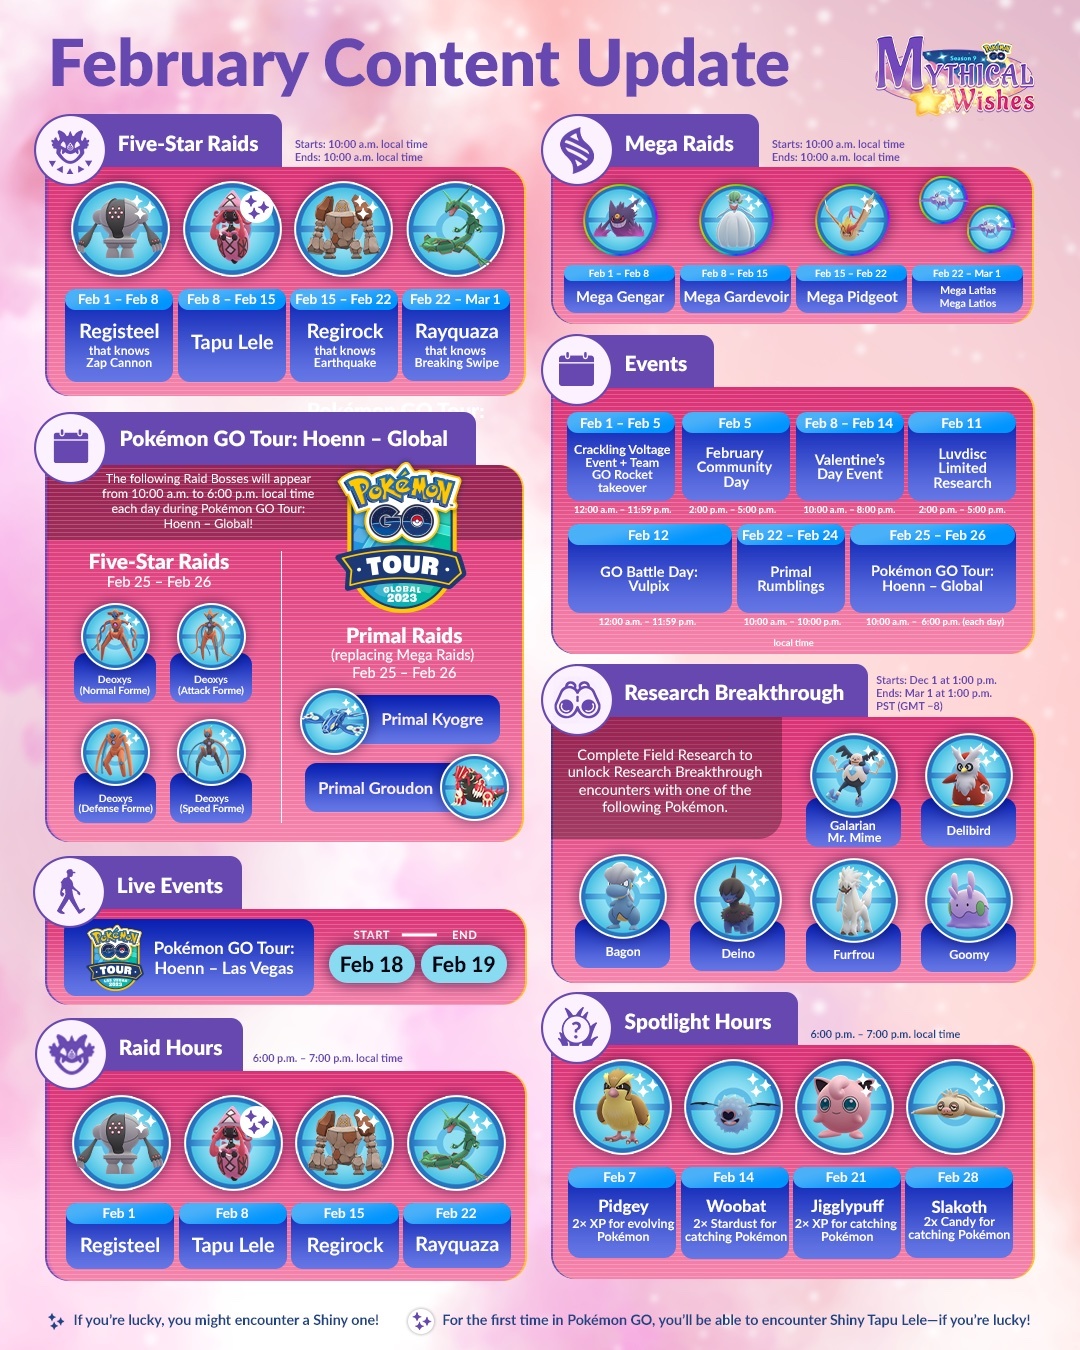 February Content Update
Pokémon
GO
Season 9
MYTHICAL
Wishes
Five-Star Raids
Starts: 10:00 a.m. local time
Ends: 10:00 a.m. local time
Feb 1 – Feb 8
Registeel
that knows
Zap Cannon
Feb 8 – Feb 15
Tapu Lele
Feb 15 – Feb 22
Regirock
that knows
Earthquake
Feb 22 – Mar 1
Rayquaza
that knows
Breaking Swipe
Mega Raids
Starts: 10:00 a.m. local time
Ends: 10:00 a.m. local time
Feb 1 – Feb 8
Mega Gengar
Feb 8 – Feb 15
Mega Gardevoir
Feb 15 – Feb 22
Mega Pidgeot
Feb 22 – Mar 1
Mega Latias
Mega Latios
Pokémon GO Tour: Hoenn – Global
The following Raid Bosses will appear
from 10:00 a.m. to 6:00 p.m. local time
each day during Pokémon GO Tour:
Hoenn – Global!
POKÉMON
GO
TOUR
GLOBAL
2023
Five-Star Raids
Feb 25 – Feb 26
Deoxys
(Normal Forme)
Deoxys
(Attack Forme)
Deoxys
(Defense Forme)
Deoxys
(Speed Forme)
Primal Raids
(replacing Mega Raids)
Feb 25 – Feb 26
Primal Kyogre
Primal Groudon
Events
Feb 1 – Feb 5
Crackling Voltage
Event + Team
GO Rocket
takeover
12:00 a.m. – 11:59 p.m.
Feb 5
February
Community
Day
2:00 p.m. – 5:00 p.m.
Feb 8 – Feb 14
Valentine's
Day Event
10:00 a.m. – 8:00 p.m.
Feb 11
Luvdisc
Limited
Research
2:00 p.m. – 5:00 p.m.
Feb 12
GO Battle Day:
Vulpix
12:00 a.m. – 11:59 p.m.
Feb 22 – Feb 24
Primal
Rumblings
10:00 a.m. – 10:00 p.m.
Feb 25 – Feb 26
Pokémon GO Tour:
Hoenn – Global
10:00 a.m. – 6:00 p.m. (each day)
local time
Research Breakthrough
Starts: Dec 1 at 1:00 p.m.
Ends: Mar 1 at 1:00 p.m.
PST (GMT –8)
Complete Field Research to
unlock Research Breakthrough
encounters with one of the
following Pokémon.
Galarian
Mr. Mime
Delibird
Bagon
Deino
Furfrou
Goomy
Live Events
POKÉMON
GO
TOUR
LAS VEGAS
2023
Pokémon GO Tour:
Hoenn – Las Vegas
START
END
Feb 18
Feb 19
Raid Hours
6:00 p.m. – 7:00 p.m. local time
Feb 1
Registeel
Feb 8
Tapu Lele
Feb 15
Regirock
Feb 22
Rayquaza
Spotlight Hours
6:00 p.m. – 7:00 p.m. local time
?
Feb 7
Pidgey
2× XP for evolving
Pokémon
Feb 14
Woobat
2× Stardust for
catching Pokémon
Feb 21
Jigglypuff
2× XP for catching
Pokémon
Feb 28
Slakoth
2x Candy for
catching Pokémon
If you're lucky, you might encounter a Shiny one!
For the first time in Pokémon GO, you'll be able to encounter Shiny Tapu Lele—if you're lucky!